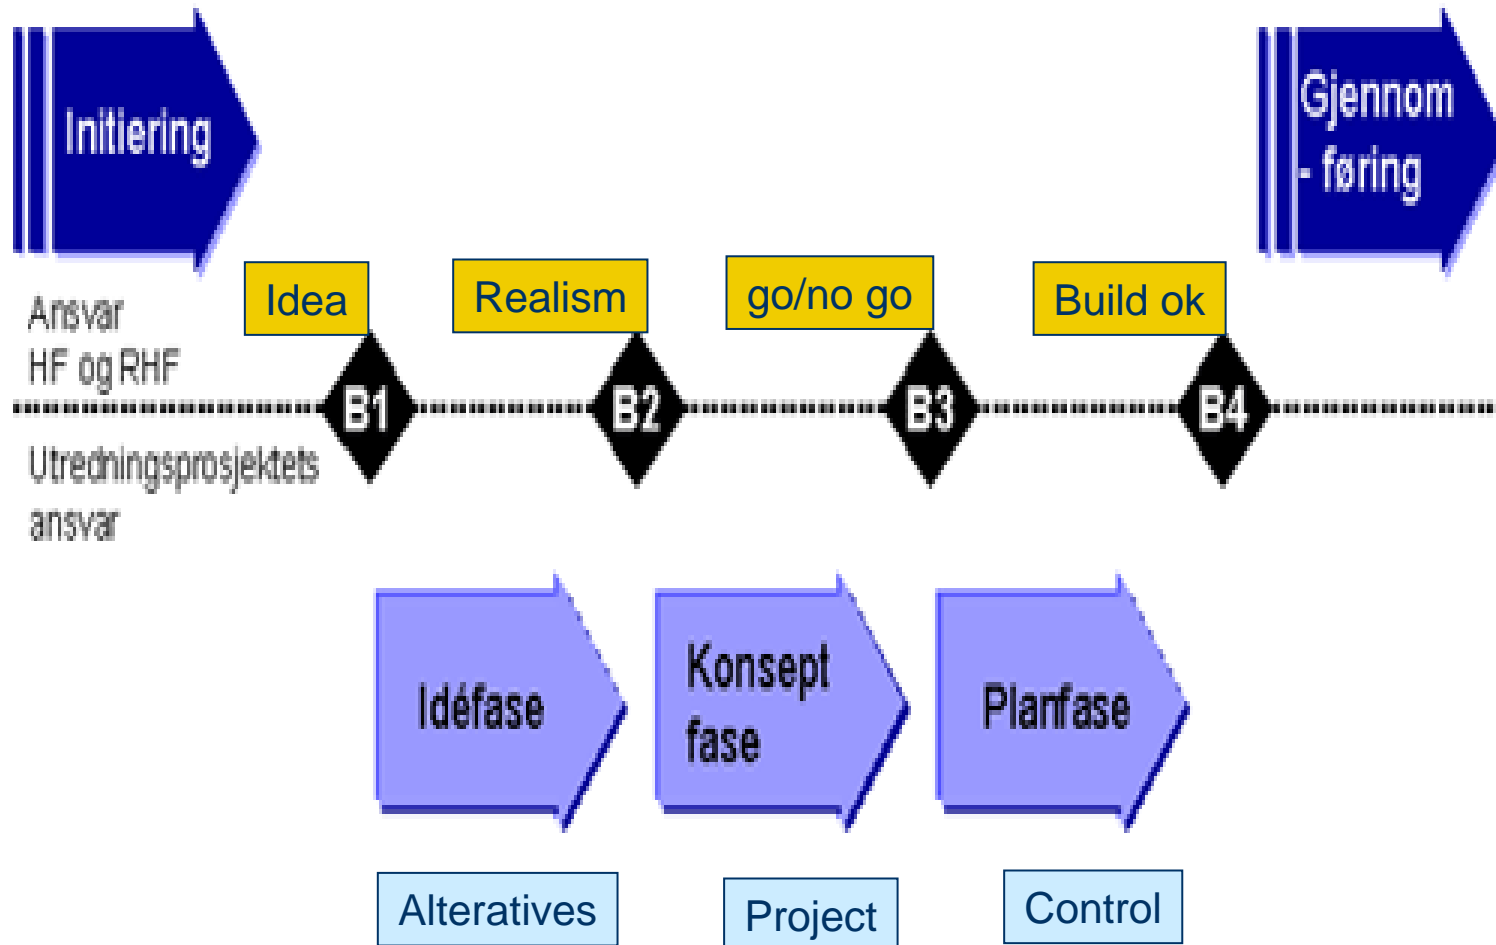 Initiering
Gjennom
- føring
Idea
Realism
go/no go
Build ok
Ansvar
HF og RHF
B1
B2
B3
B4
Utredningsprosjektets
ansvar
Idéfase
Konsept
fase
Planfase
Alteratives
Project
Control